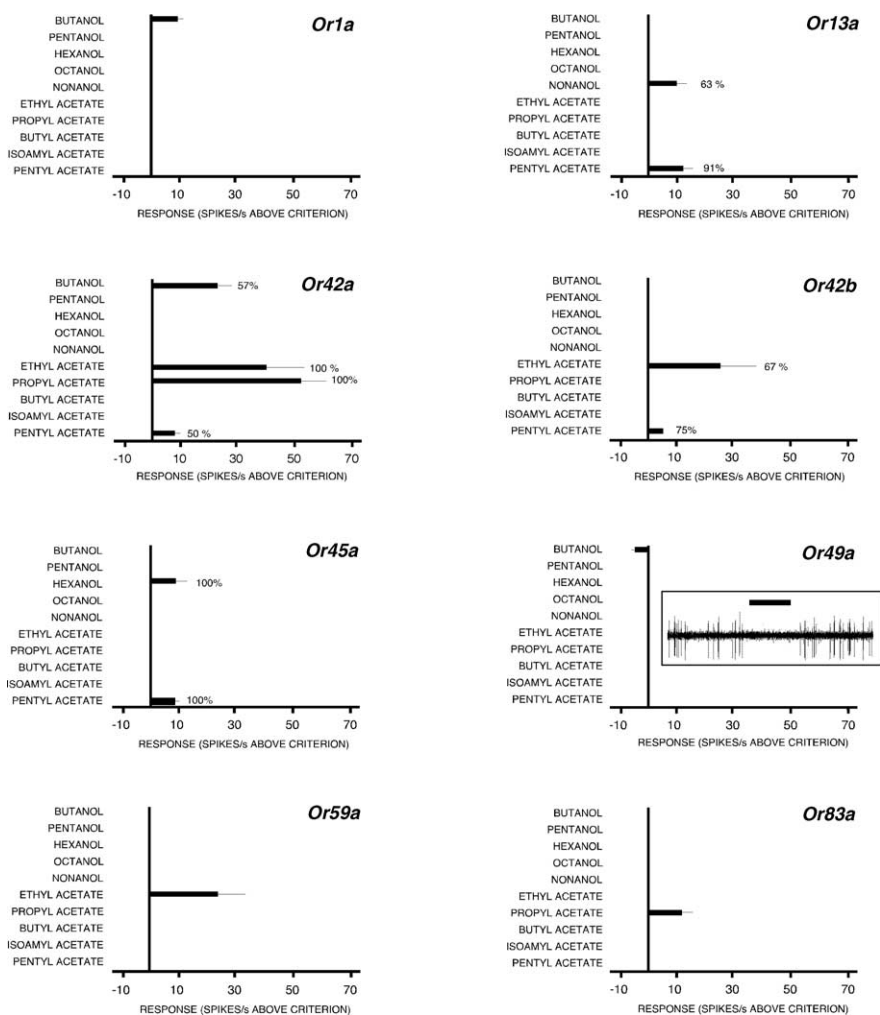 Or1a
BUTANOL
PENTANOL
HEXANOL
OCTANOL
NONANOL
ETHYL ACETATE
PROPYL ACETATE
BUTYL ACETATE
ISOAMYL ACETATE
PENTYL ACETATE
-10 10 30 50 70
RESPONSE (SPIKES/s ABOVE CRITERION)
Or13a
BUTANOL
PENTANOL
HEXANOL
OCTANOL
NONANOL 63 %
ETHYL ACETATE
PROPYL ACETATE
BUTYL ACETATE
ISOAMYL ACETATE
PENTYL ACETATE 91%
-10 10 30 50 70
RESPONSE (SPIKES/s ABOVE CRITERION)
Or42a
BUTANOL 57%
PENTANOL
HEXANOL
OCTANOL
NONANOL
ETHYL ACETATE 100 %
PROPYL ACETATE 100%
BUTYL ACETATE
ISOAMYL ACETATE
PENTYL ACETATE 50 %
-10 10 30 50 70
RESPONSE (SPIKES/s ABOVE CRITERION)
Or42b
BUTANOL
PENTANOL
HEXANOL
OCTANOL
NONANOL
ETHYL ACETATE 67 %
PROPYL ACETATE
BUTYL ACETATE
ISOAMYL ACETATE
PENTYL ACETATE 75%
-10 10 30 50 70
RESPONSE (SPIKES/s ABOVE CRITERION)
Or45a
BUTANOL
PENTANOL
HEXANOL 100%
OCTANOL
NONANOL
ETHYL ACETATE
PROPYL ACETATE
BUTYL ACETATE
ISOAMYL ACETATE
PENTYL ACETATE 100%
-10 10 30 50 70
RESPONSE (SPIKES/s ABOVE CRITERION)
Or49a
BUTANOL
PENTANOL
HEXANOL
OCTANOL
NONANOL
ETHYL ACETATE
PROPYL ACETATE
BUTYL ACETATE
ISOAMYL ACETATE
PENTYL ACETATE
-10 10 30 50 70
RESPONSE (SPIKES/s ABOVE CRITERION)
Or59a
BUTANOL
PENTANOL
HEXANOL
OCTANOL
NONANOL
ETHYL ACETATE
PROPYL ACETATE
BUTYL ACETATE
ISOAMYL ACETATE
PENTYL ACETATE
-10 10 30 50 70
RESPONSE (SPIKES/s ABOVE CRITERION)
Or83a
BUTANOL
PENTANOL
HEXANOL
OCTANOL
NONANOL
ETHYL ACETATE
PROPYL ACETATE
BUTYL ACETATE
ISOAMYL ACETATE
PENTYL ACETATE
-10 10 30 50 70
RESPONSE (SPIKES/s ABOVE CRITERION)